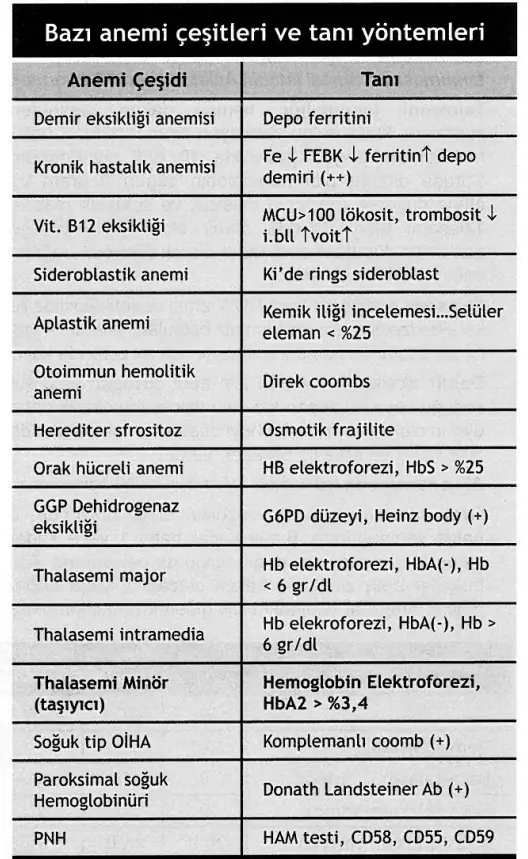 Bazı anemi çeşitleri ve tanı yöntemleri
Anemi Çeşidi Tanı
Demir eksikliği anemisi Depo ferritini
Kronik hastalık anemisi Fe ↓ FEBK ↓ ferritin↑ depo
demiri (++)
Vit. B12 eksikliği MCU>100 lökosit, trombosit ↓
i.bil ↑voit↑
Sideroblastik anemi Ki'de rings sideroblast
Aplastik anemi Kemik iliği incelemesi...Selüler
eleman < %25
Otoimmun hemolitik
anemi Direk coombs
Herediter sfrositoz Osmotik frajilite
Orak hücreli anemi HB elektroforezi, HbS > %25
GGP Dehidrogenaz
eksikliği G6PD düzeyi, Heinz body (+)
Thalasemi major Hb elektroforezi, HbA(-), Hb
< 6 gr/dl
Thalasemi intramedia Hb elekroforezi, HbA(-), Hb >
6 gr/dl
Thalasemi Minör
(taşıyıcı) Hemoglobin Elektroforezi,
HbA2 > %3,4
Soğuk tip OİHA Komplemanlı coomb (+)
Paroksimal soğuk
Hemoglobinüri Donath Landsteiner Ab (+)
PNH HAM testi, CD58, CD55, CD59